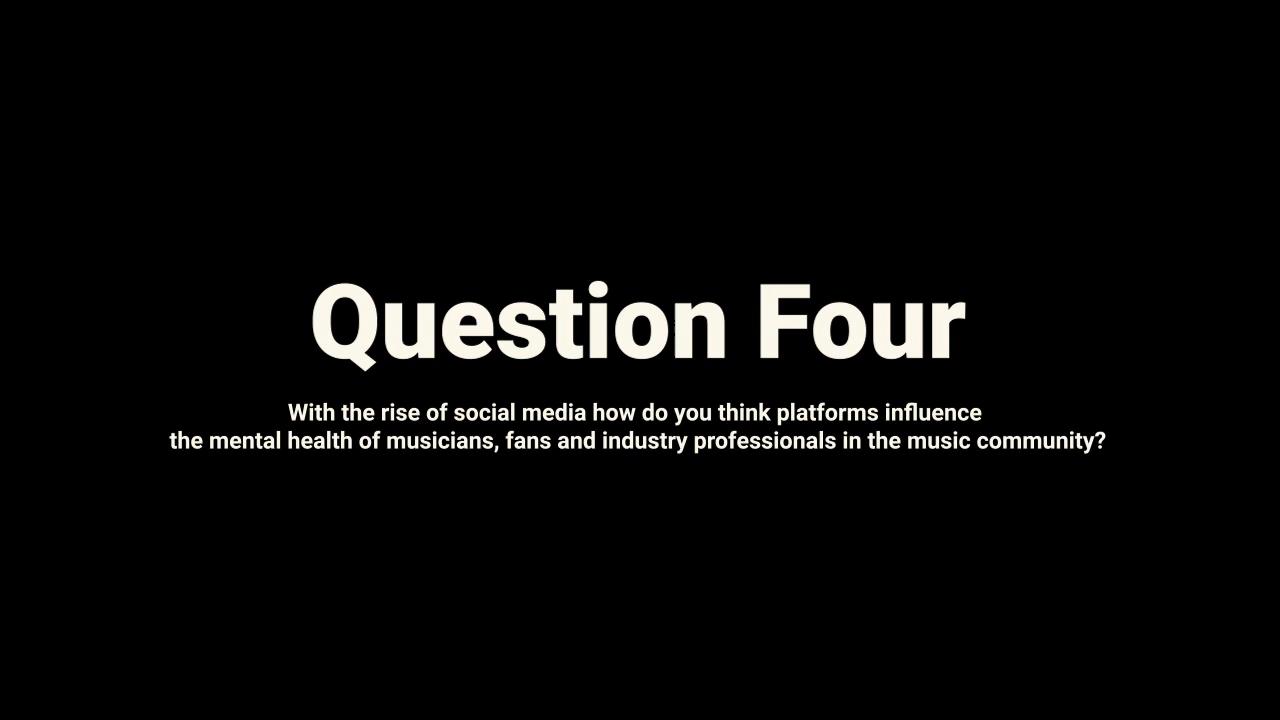 Question Four
With the rise of social media how do you think platforms influence
the mental health of musicians, fans and industry professionals in the music community?